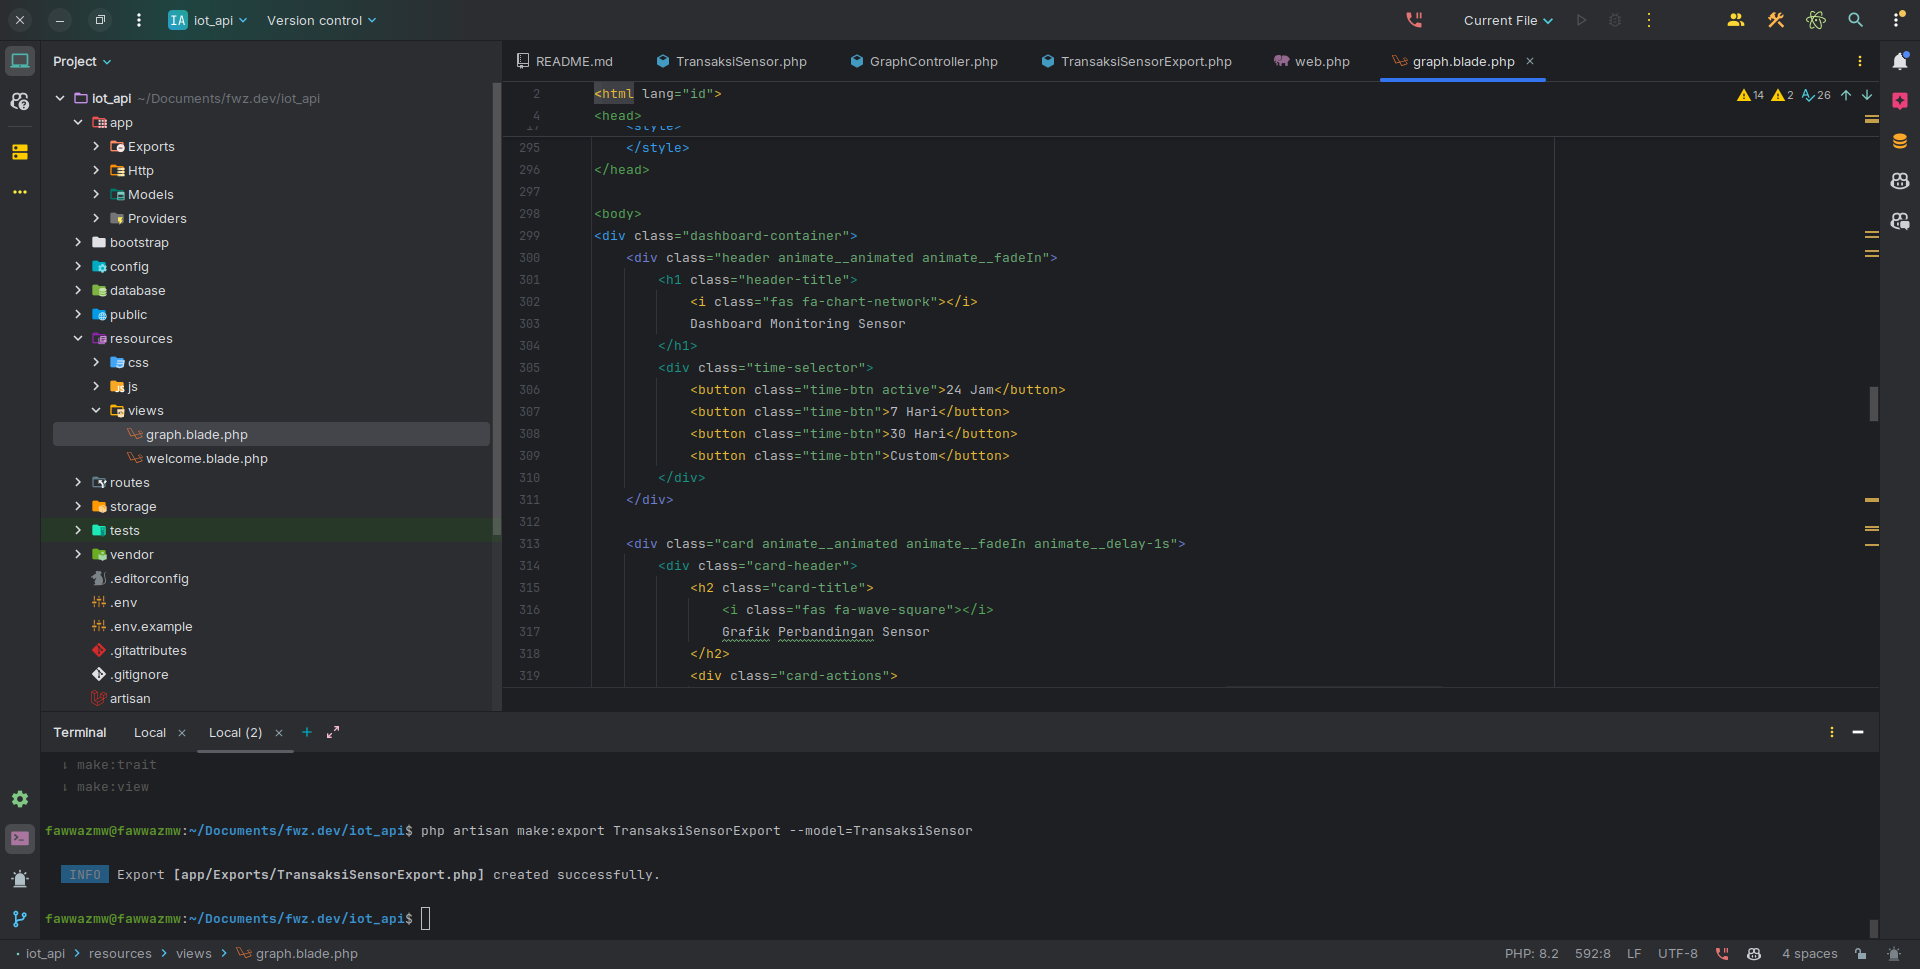 IA iot_api Version control Current File
Project
iot_api ~/Documents/fwz.dev/iot_api
app
Exports
Http
Models
Providers
bootstrap
config
database
public
resources
css
js
views
graph.blade.php
welcome.blade.php
routes
storage
tests
vendor
.editorconfig
.env
.env.example
.gitattributes
.gitignore
artisan
README.md TransaksiSensor.php GraphController.php TransaksiSensorExport.php web.php graph.blade.php
14 2 26
2 <html lang="id">
4 <head>
17 <style>
295 </style>
296 </head>
297
298 <body>
299 <div class="dashboard-container">
300 <div class="header animate__animated animate__fadeIn">
301 <h1 class="header-title">
302 <i class="fas fa-chart-network"></i>
303 Dashboard Monitoring Sensor
304 </h1>
305 <div class="time-selector">
306 <button class="time-btn active">24 Jam</button>
307 <button class="time-btn">7 Hari</button>
308 <button class="time-btn">30 Hari</button>
309 <button class="time-btn">Custom</button>
310 </div>
311 </div>
312
313 <div class="card animate__animated animate__fadeIn animate__delay-1s">
314 <div class="card-header">
315 <h2 class="card-title">
316 <i class="fas fa-wave-square"></i>
317 Grafik Perbandingan Sensor
318 </h2>
319 <div class="card-actions">
Terminal Local Local (2)
↓ make:trait
↓ make:view
fawwazmw@fawwazmw:~/Documents/fwz.dev/iot_api$ php artisan make:export TransaksiSensorExport --model=TransaksiSensor
INFO Export [app/Exports/TransaksiSensorExport.php] created successfully.
fawwazmw@fawwazmw:~/Documents/fwz.dev/iot_api$
iot_api > resources > views > graph.blade.php PHP: 8.2 592:8 LF UTF-8 4 spaces